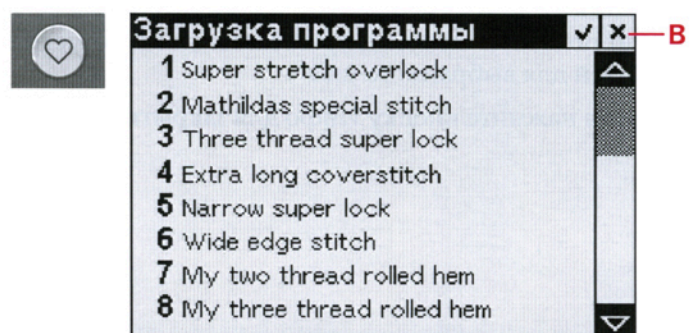 Загрузка программы
B
1 Super stretch overlock
2 Mathildas special stitch
3 Three thread super lock
4 Extra long coverstitch
5 Narrow super lock
6 Wide edge stitch
7 My two thread rolled hem
8 My three thread rolled hem